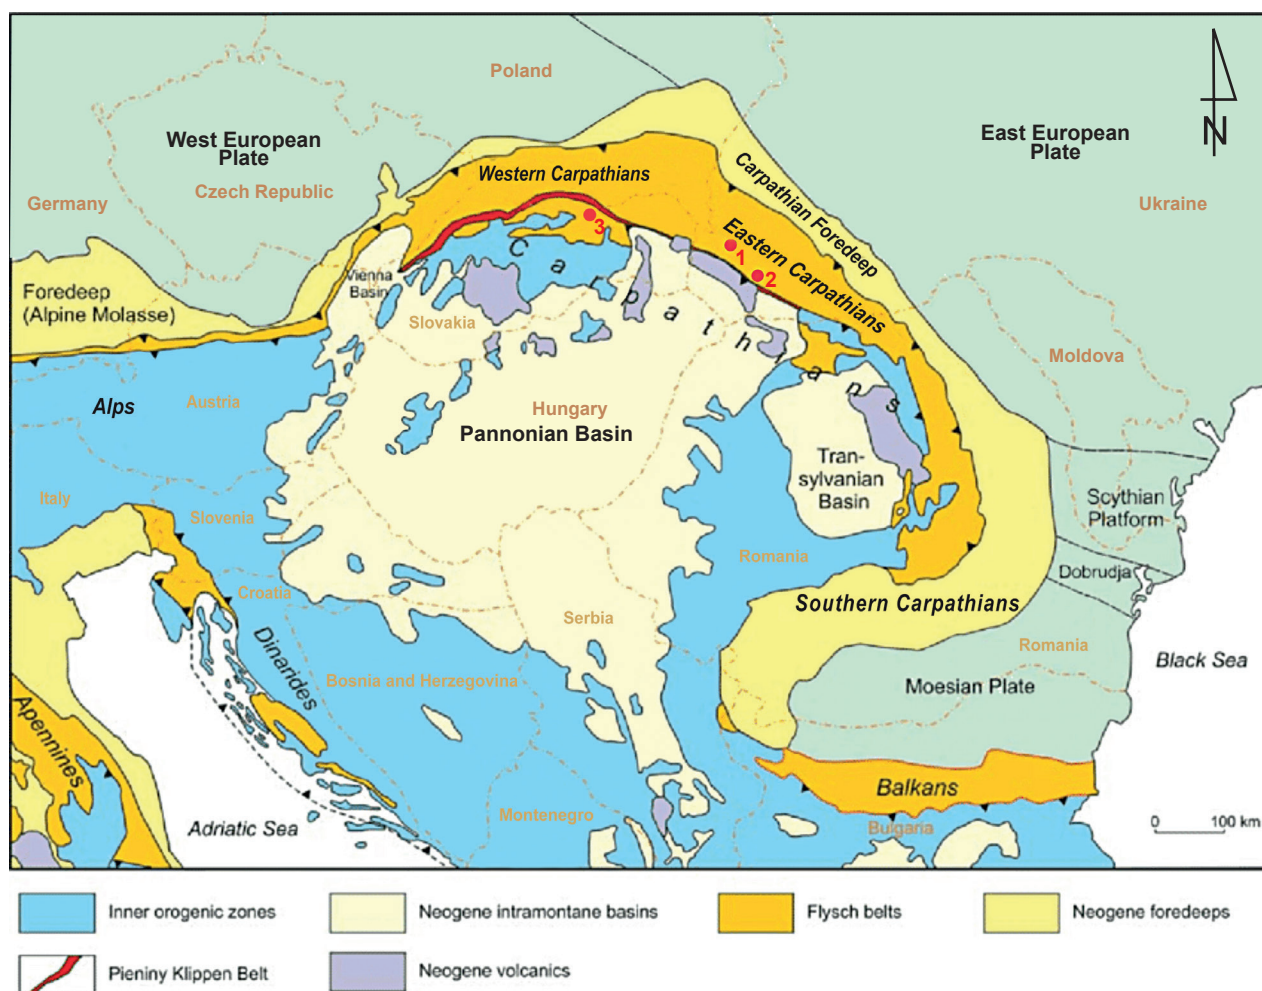 Poland
N
West European
Plate
East European
Plate
Czech Republic
Germany
Western Carpathians
Carpathian Foredeep
Ukraine
3
1
2
Eastern Carpathians
Carpathians
Vienna
Basin
Foredeep
(Alpine Molasse)
Slovakia
Moldova
Alps
Austria
Hungary
Pannonian Basin
Tran-
sylvanian
Basin
Italy
Slovenia
Scythian
Platform
Romania
Dobrudja
Croatia
Southern Carpathians
Serbia
Romania
Black Sea
Dinarides
Bosnia and Herzegovina
Moesian Plate
Apennines
Balkans
Adriatic Sea
Montenegro
Bulgaria
0 100 km
Inner orogenic zones
Neogene intramontane basins
Flysch belts
Neogene foredeeps
Pieniny Klippen Belt
Neogene volcanics